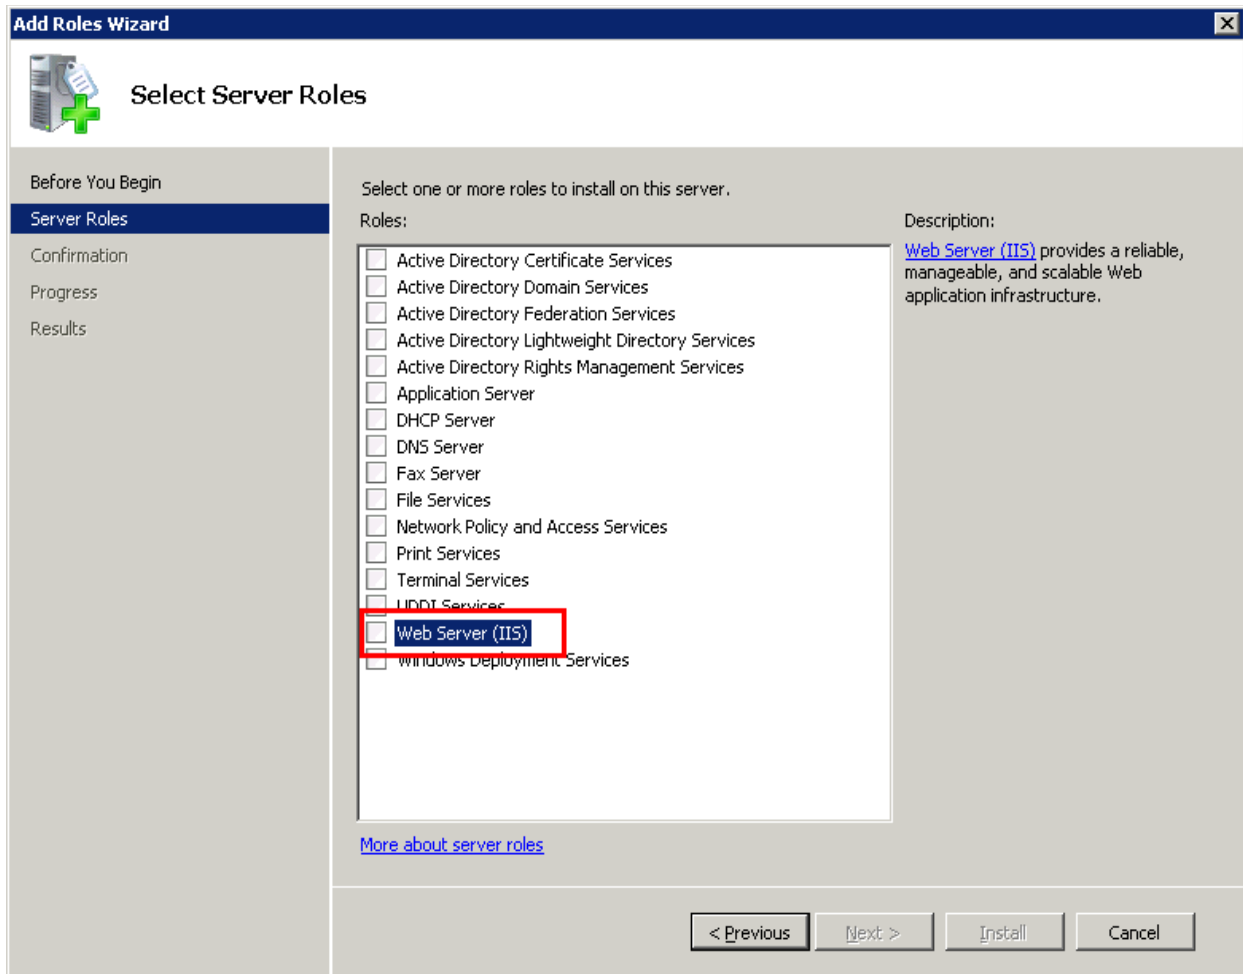 Add Roles Wizard
Select Server Roles
Before You Begin
Server Roles
Confirmation
Progress
Results
Select one or more roles to install on this server.
Roles:
Active Directory Certificate Services
Active Directory Domain Services
Active Directory Federation Services
Active Directory Lightweight Directory Services
Active Directory Rights Management Services
Application Server
DHCP Server
DNS Server
Fax Server
File Services
Network Policy and Access Services
Print Services
Terminal Services
UDDI Services
Web Server (IIS)
Windows Deployment Services
More about server roles
Description:
Web Server (IIS) provides a reliable,
manageable, and scalable Web
application infrastructure.
< Previous
Next >
Install
Cancel